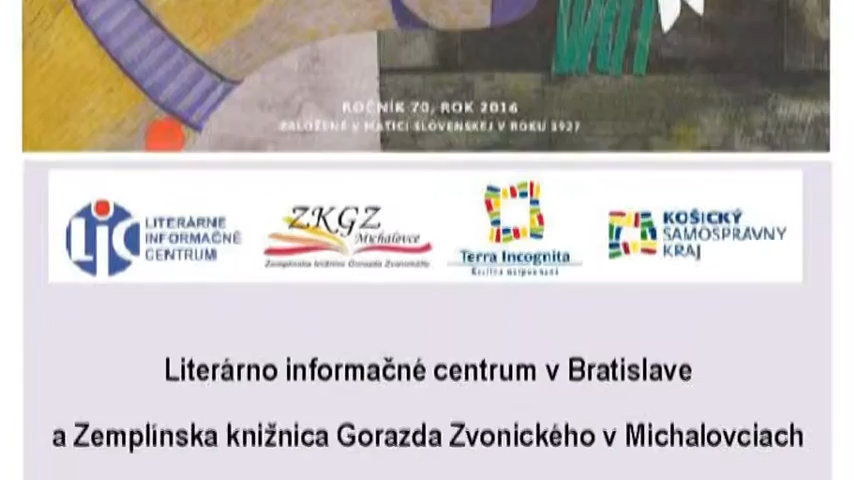 ROČNÍK 70, ROK 2016
ZALOŽENÉ V MATICI SLOVENSKEJ V ROKU 1927
LIC
LITERÁRNE
INFORMAČNÉ
CENTRUM
ZKGZ
Michalovce
Zemplínska knižnica Gorazda Zvonického
Terra Incognita
KOŠICKÝ
SAMOSPRÁVNY
KRAJ
Literárno informačné centrum v Bratislave
a Zemplínska knižnica Gorazda Zvonického v Michalovciach